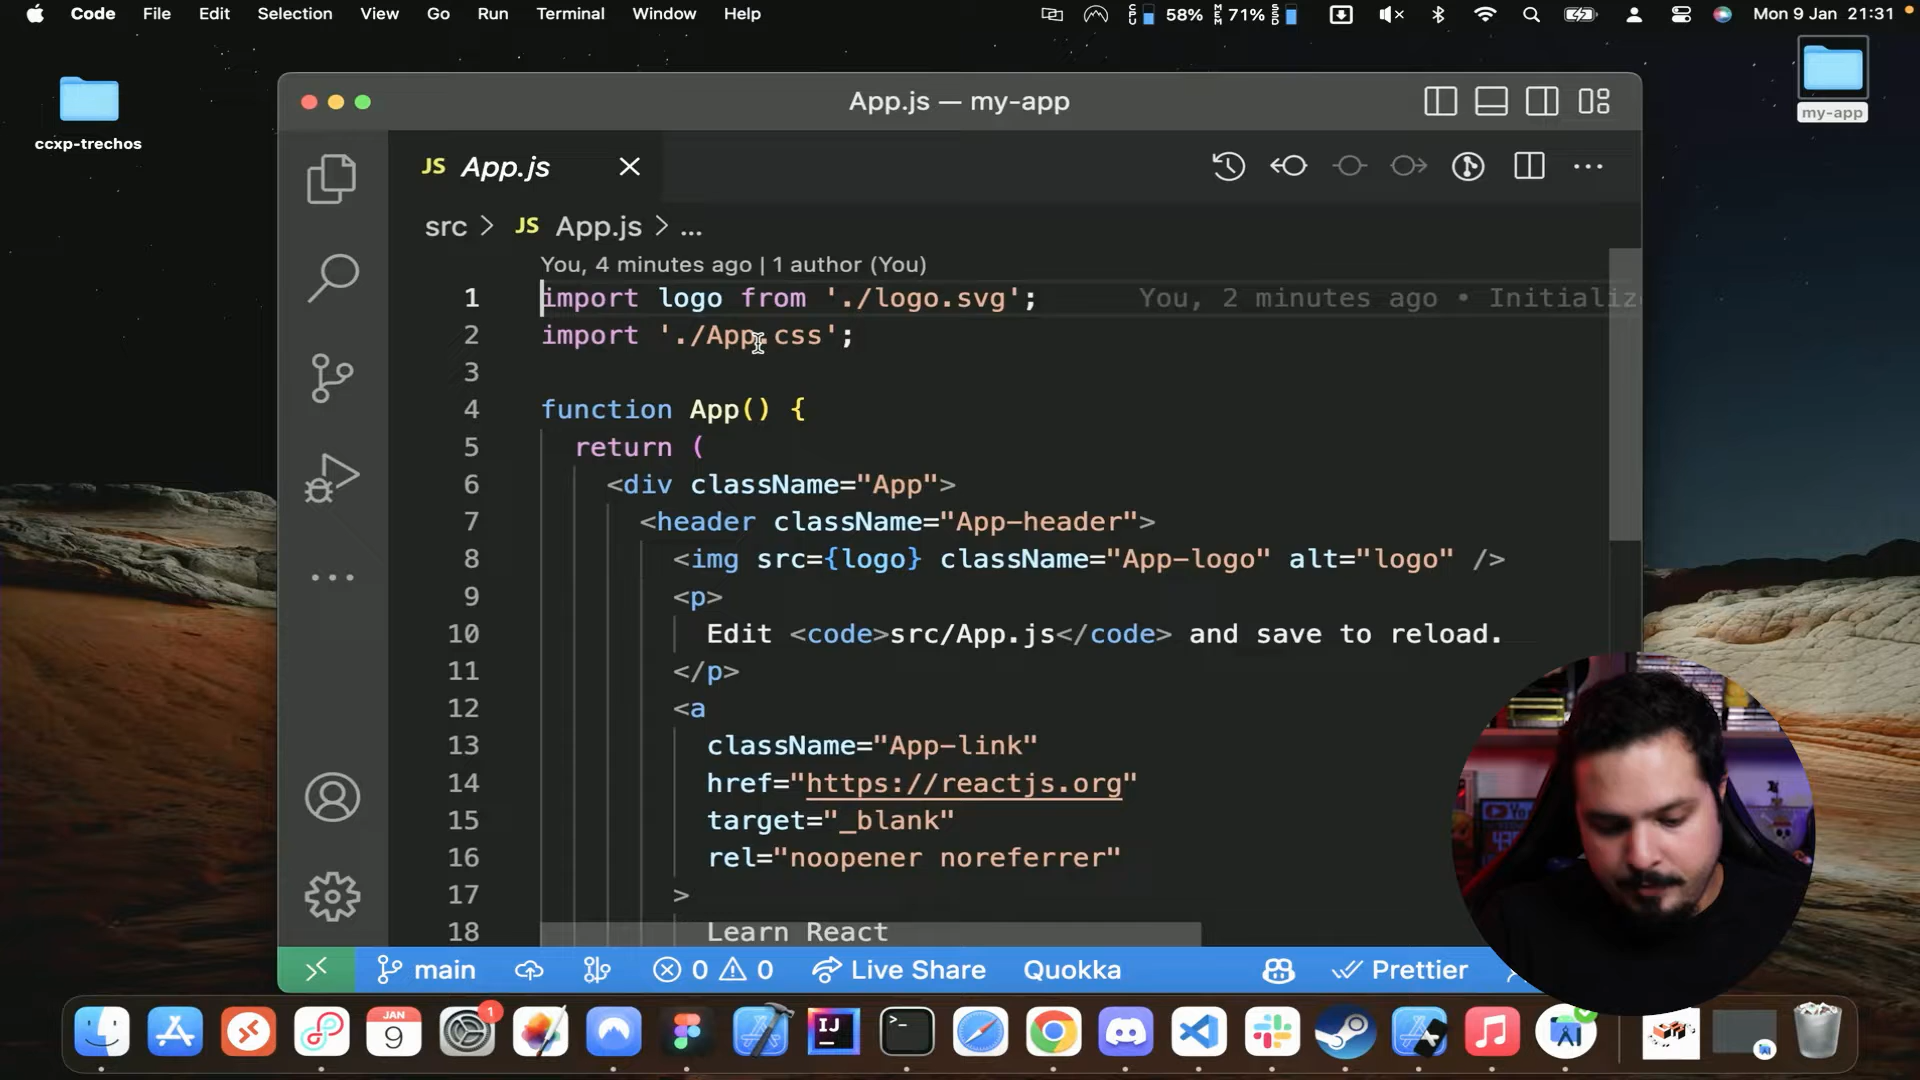 Code File Edit Selection View Go Run Terminal Window Help
CPU 58% MEM 71% SSD Mon 9 Jan 21:31
ccxp-trechos
my-app
App.js — my-app
JS App.js
src > JS App.js > ...
You, 4 minutes ago | 1 author (You)
1 import logo from './logo.svg'; You, 2 minutes ago • Initializ
2 import './App.css';
3
4 function App() {
5 return (
6 <div className="App">
7 <header className="App-header">
8 <img src={logo} className="App-logo" alt="logo" />
9 <p>
10 Edit <code>src/App.js</code> and save to reload.
11 </p>
12 <a
13 className="App-link"
14 href="https://reactjs.org"
15 target="_blank"
16 rel="noopener noreferrer"
17 >
18 Learn React
main 0 0 Live Share Quokka Prettier
JAN
9
1
IJ
>_